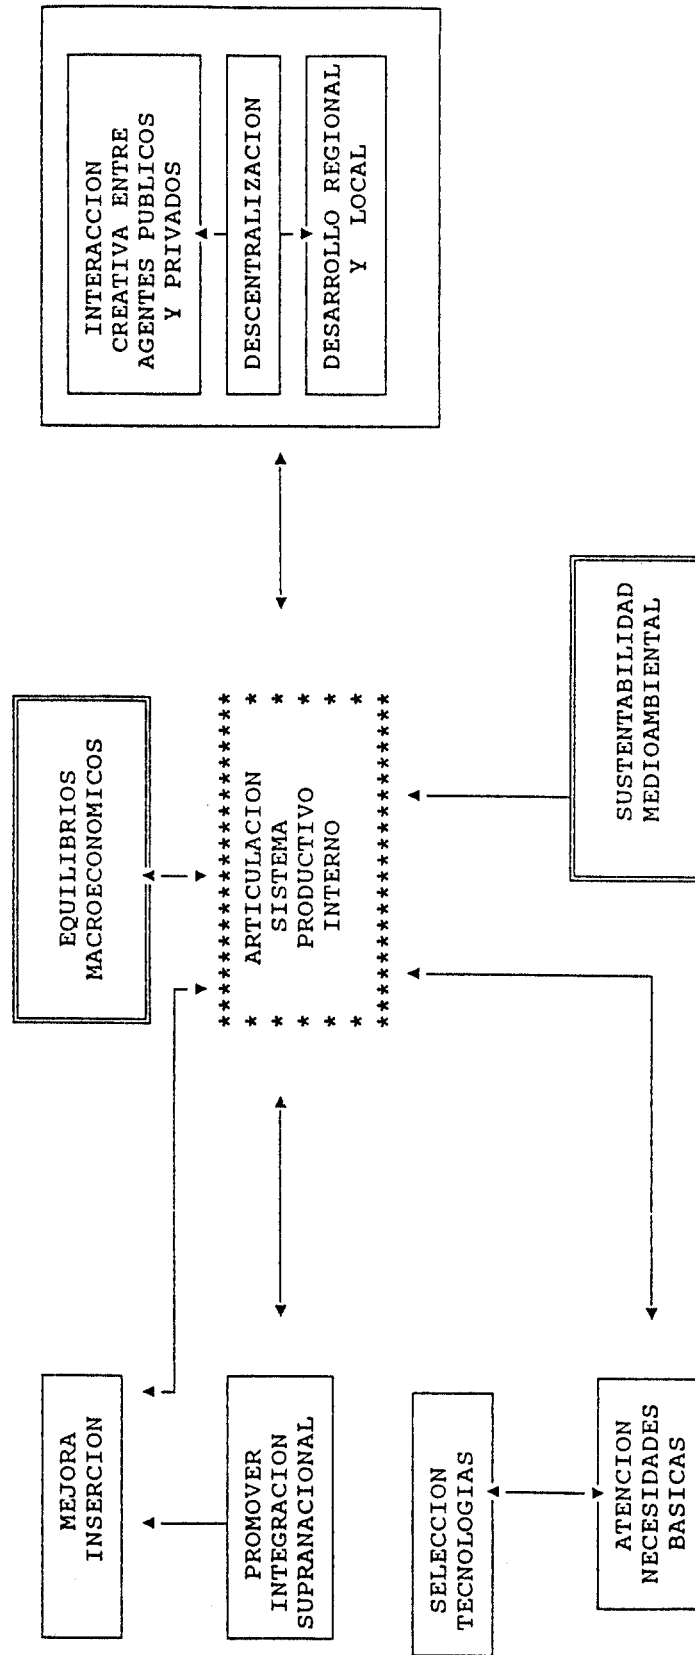 MEJORA
INSERCION
PROMOVER
INTEGRACION
SUPRANACIONAL
SELECCION
TECNOLOGIAS
ATENCION
NECESIDADES
BASICAS
EQUILIBRIOS
MACROECONOMICOS
ARTICULACION
SISTEMA
PRODUCTIVO
INTERNO
SUSTENTABILIDAD
MEDIOAMBIENTAL
INTERACCION
CREATIVA ENTRE
AGENTES PUBLICOS
Y PRIVADOS
DESCENTRALIZACION
DESARROLLO REGIONAL
Y LOCAL